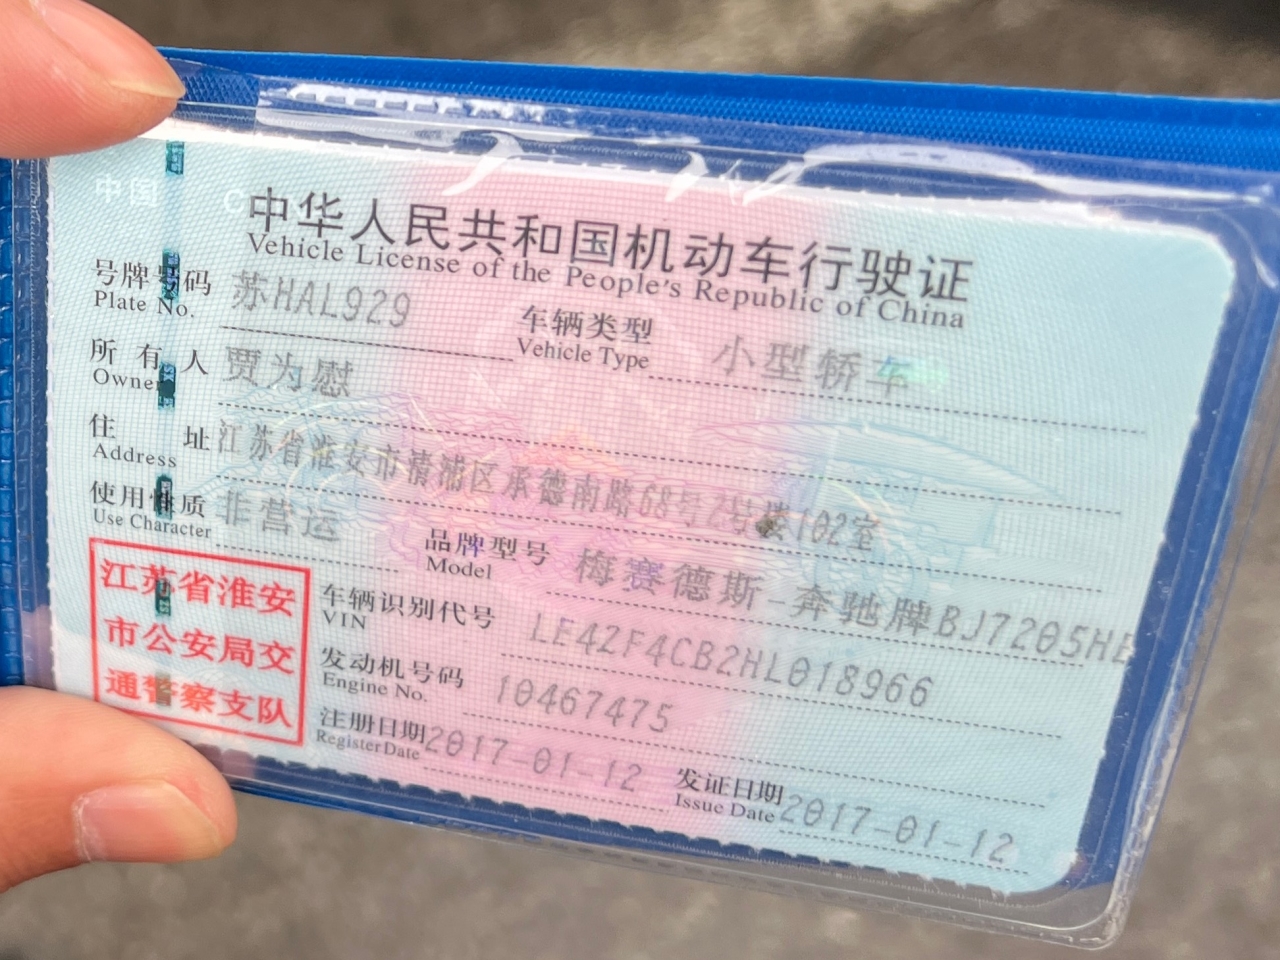 中国 C
中华人民共和国机动车行驶证
Vehicle License of the People's Republic of China
号牌号码 苏HAL929 车辆类型 小型轿车
Plate No. Vehicle Type
所有人 贾为慰
Owner
住址 江苏省淮安市清浦区承德南路68号2号楼102室
Address
使用性质 非营运 品牌型号 梅赛德斯-奔驰牌BJ7205HE
Use Character Model
江苏省淮安
市公安局交
通警察支队
车辆识别代号 LE42F4CB2HL018966
VIN
发动机号码 10467475
Engine No.
注册日期 2017-01-12 发证日期 2017-01-12
Register Date Issue Date